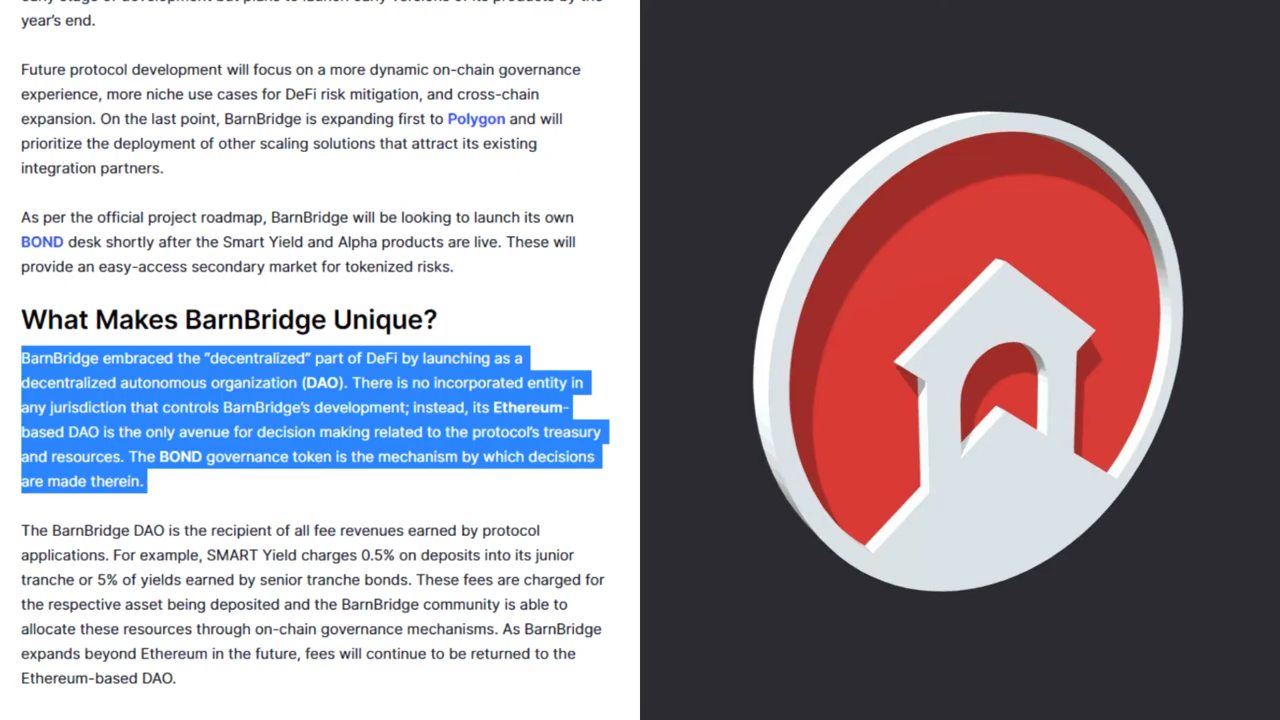 year's end.
Future protocol development will focus on a more dynamic on-chain governance
experience, more niche use cases for DeFi risk mitigation, and cross-chain
expansion. On the last point, BarnBridge is expanding first to Polygon and will
prioritize the deployment of other scaling solutions that attract its existing
integration partners.
As per the official project roadmap, BarnBridge will be looking to launch its own
BOND desk shortly after the Smart Yield and Alpha products are live. These will
provide an easy-access secondary market for tokenized risks.
What Makes BarnBridge Unique?
BarnBridge embraced the “decentralized” part of DeFi by launching as a
decentralized autonomous organization (DAO). There is no incorporated entity in
any jurisdiction that controls BarnBridge’s development; instead, its Ethereum-
based DAO is the only avenue for decision making related to the protocol’s treasury
and resources. The BOND governance token is the mechanism by which decisions
are made therein.
The BarnBridge DAO is the recipient of all fee revenues earned by protocol
applications. For example, SMART Yield charges 0.5% on deposits into its junior
tranche or 5% of yields earned by senior tranche bonds. These fees are charged for
the respective asset being deposited and the BarnBridge community is able to
allocate these resources through on-chain governance mechanisms. As BarnBridge
expands beyond Ethereum in the future, fees will continue to be returned to the
Ethereum-based DAO.